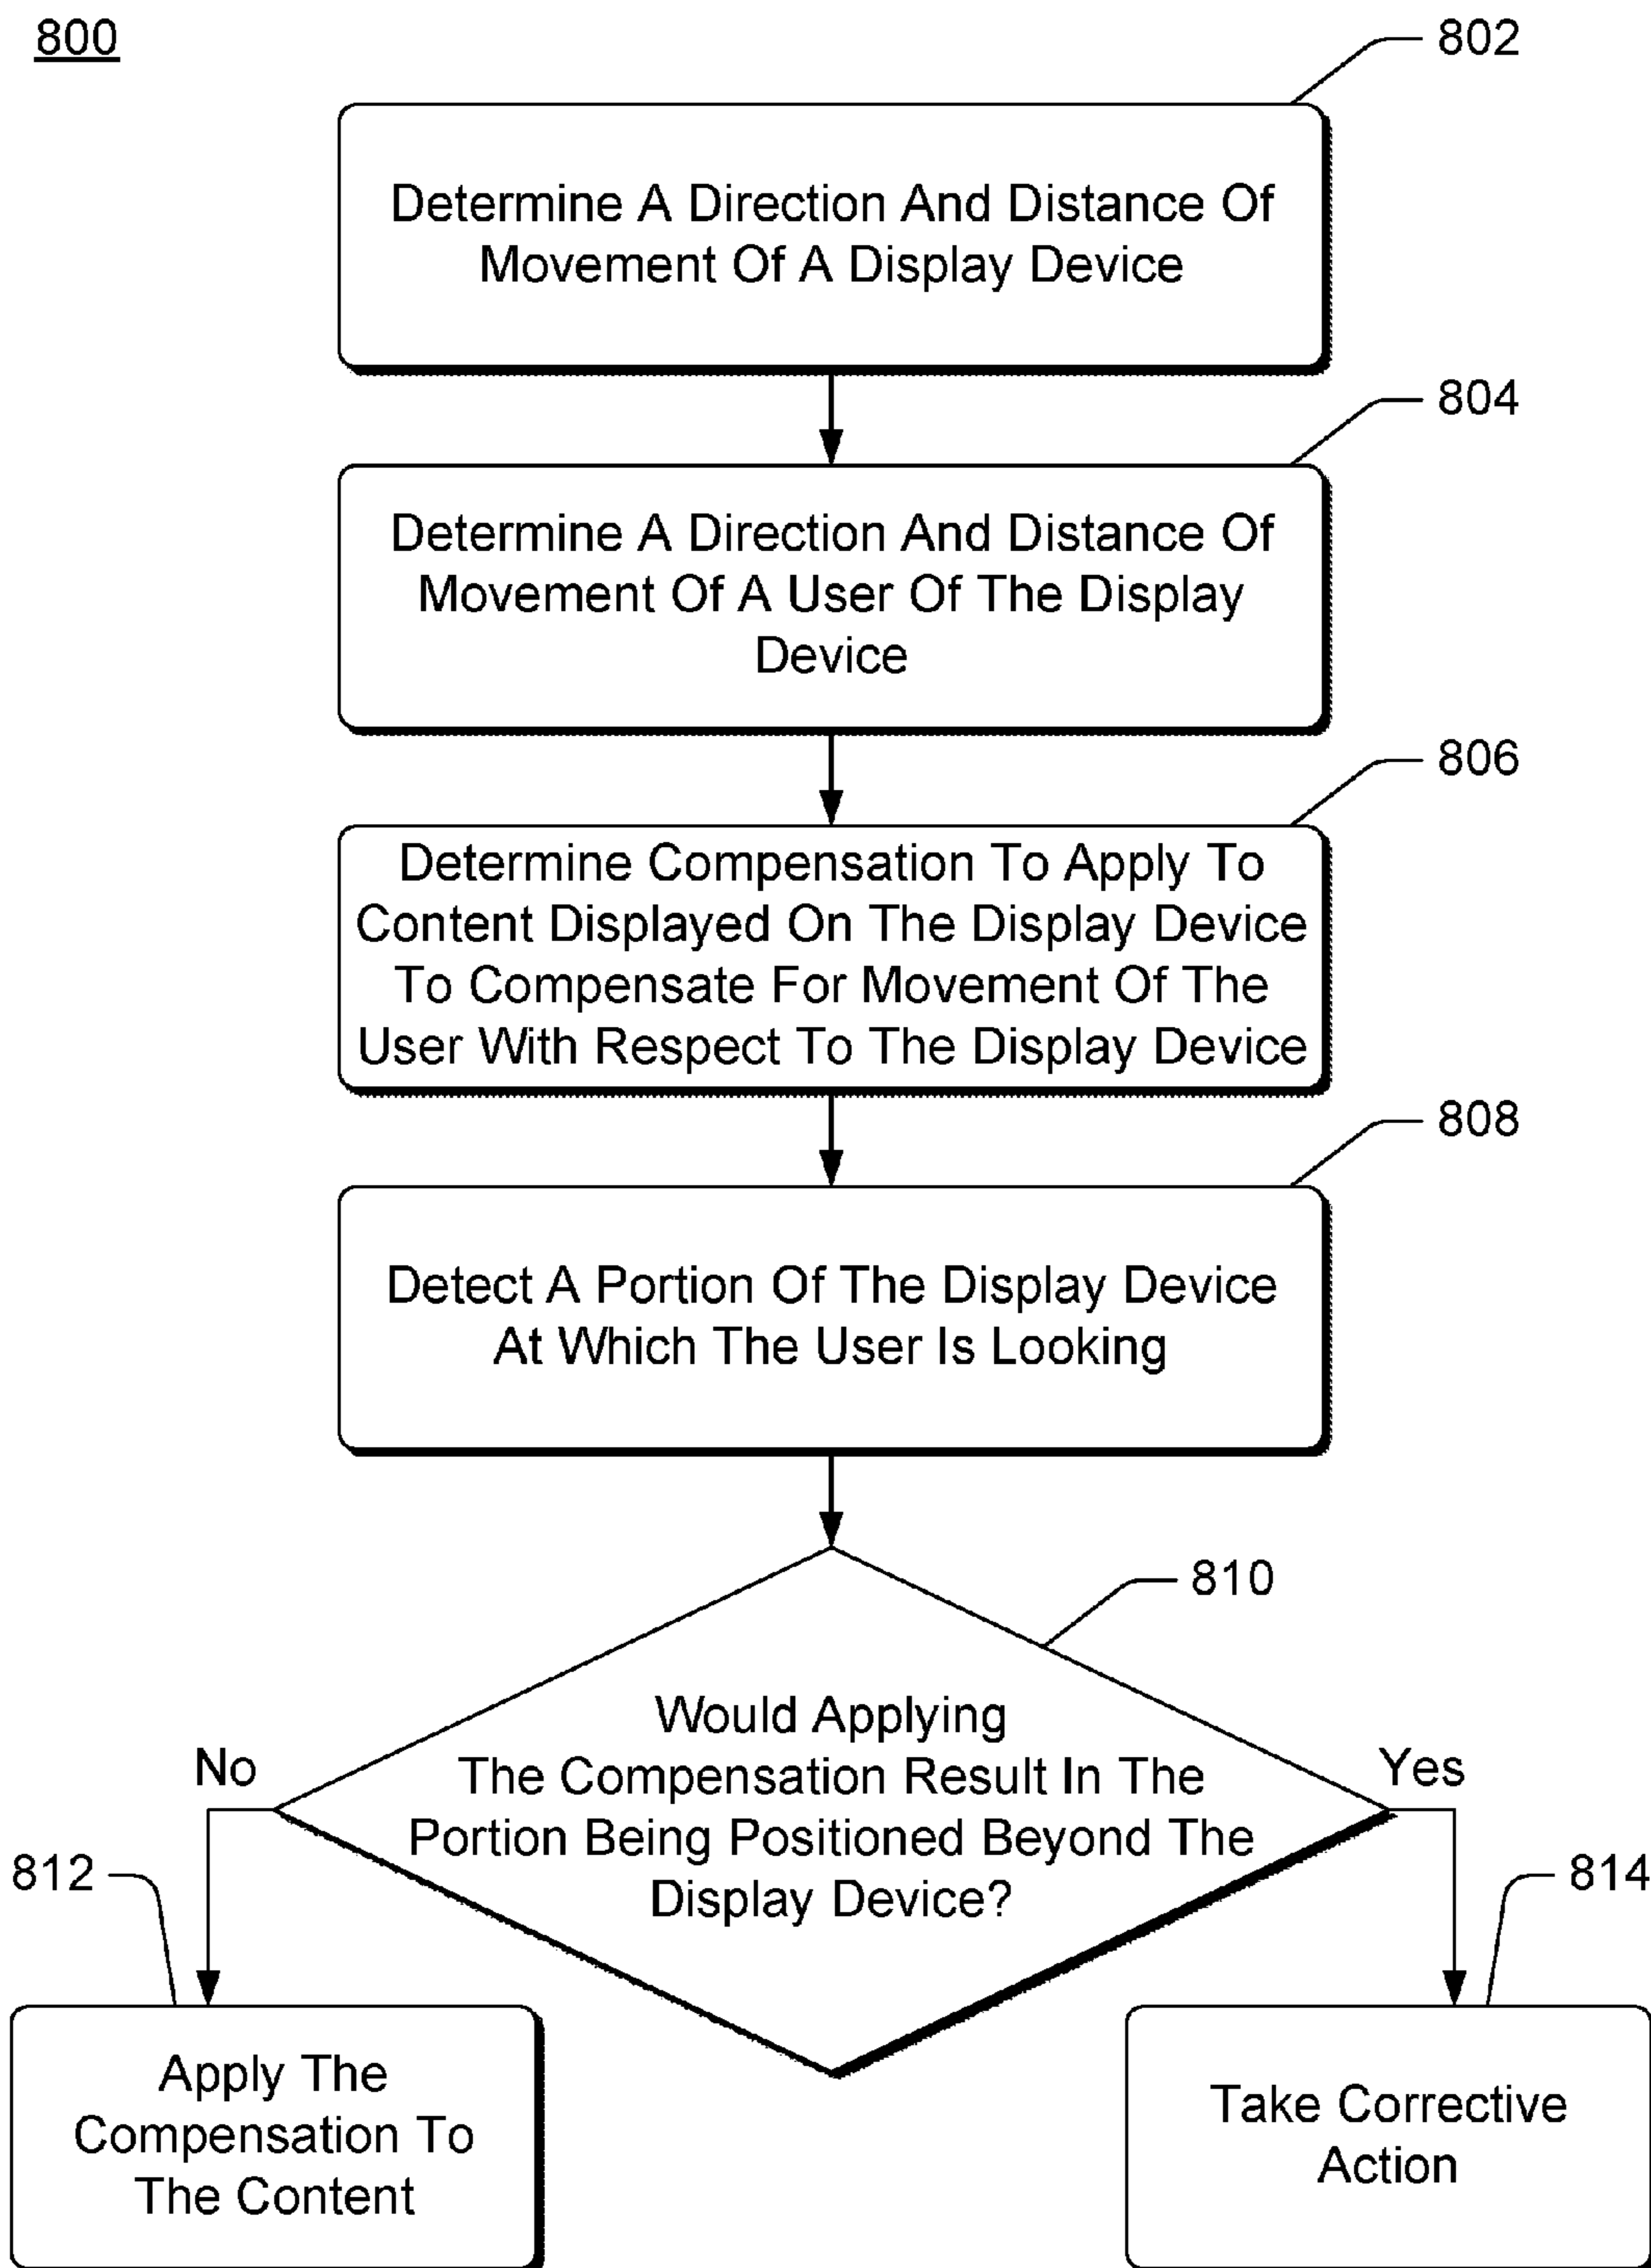 800
802
Determine A Direction And Distance Of
Movement Of A Display Device
804
Determine A Direction And Distance Of
Movement Of A User Of The Display
Device
806
Determine Compensation To Apply To
Content Displayed On The Display Device
To Compensate For Movement Of The
User With Respect To The Display Device
808
Detect A Portion Of The Display Device
At Which The User Is Looking
810
Would Applying
The Compensation Result In The
Portion Being Positioned Beyond The
Display Device?
No
Yes
812
Apply The
Compensation To
The Content
814
Take Corrective
Action